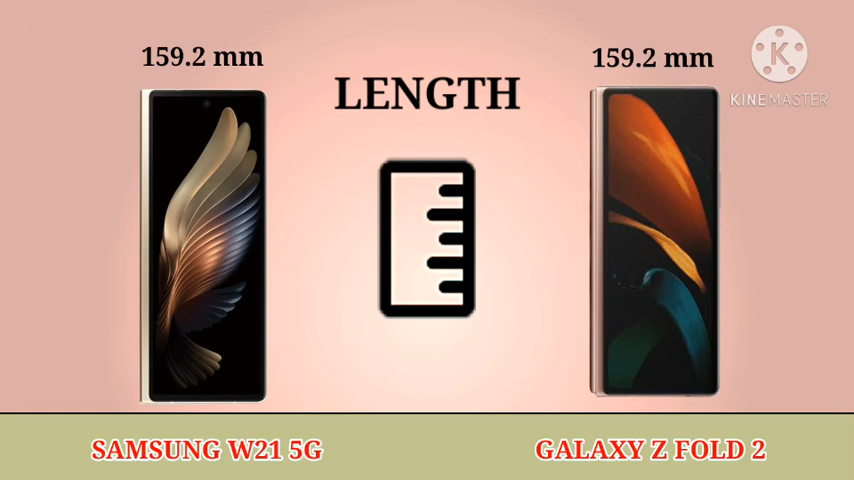 159.2 mm
LENGTH
159.2 mm
K
KINEMASTER
SAMSUNG W21 5G
GALAXY Z FOLD 2